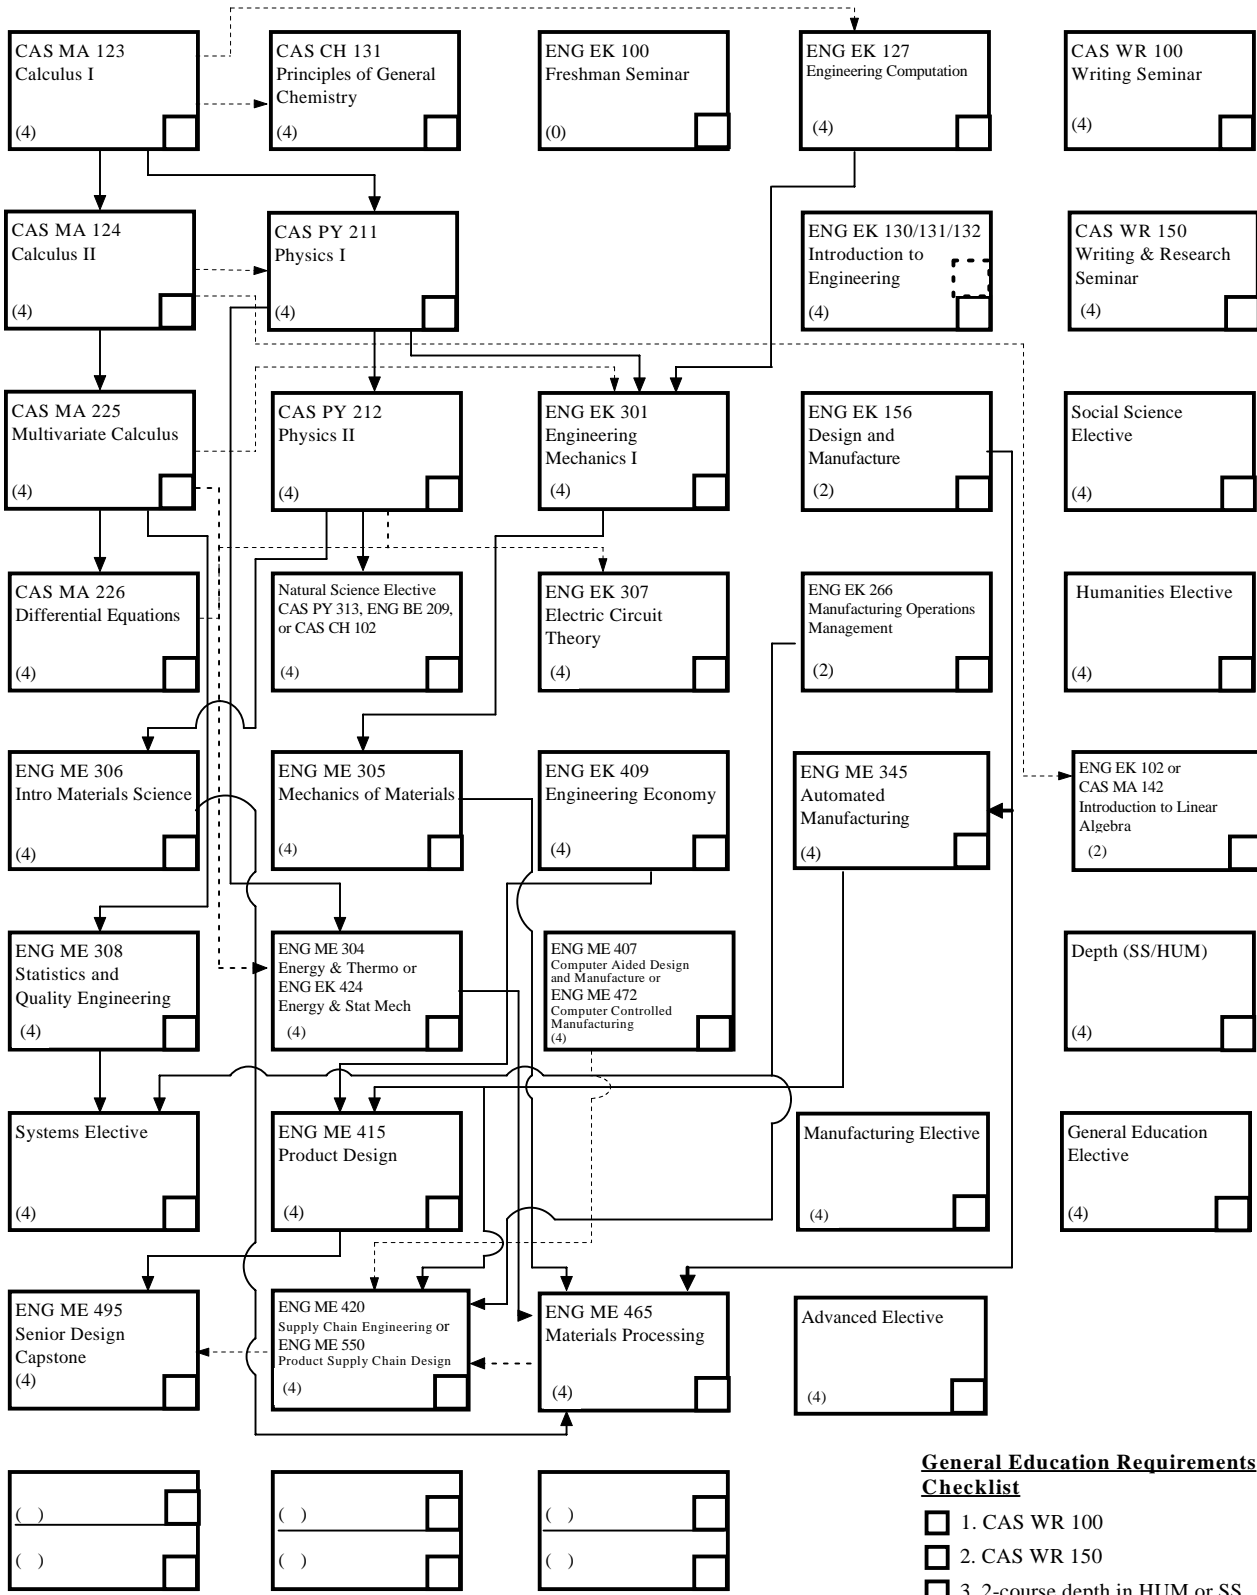 CAS MA 123
Calculus I
(4)
CAS CH 131
Principles of General
Chemistry
(4)
ENG EK 100
Freshman Seminar
(0)
ENG EK 127
Engineering Computation
(4)
CAS WR 100
Writing Seminar
(4)
CAS MA 124
Calculus II
(4)
CAS PY 211
Physics I
(4)
ENG EK 130/131/132
Introduction to
Engineering
(4)
CAS WR 150
Writing & Research
Seminar
(4)
CAS MA 225
Multivariate Calculus
(4)
CAS PY 212
Physics II
(4)
ENG EK 301
Engineering
Mechanics I
(4)
ENG EK 156
Design and
Manufacture
(2)
Social Science
Elective
(4)
CAS MA 226
Differential Equations
(4)
Natural Science Elective
CAS PY 313, ENG BE 209,
or CAS CH 102
(4)
ENG EK 307
Electric Circuit
Theory
(4)
ENG EK 266
Manufacturing Operations
Management
(2)
Humanities Elective
(4)
ENG ME 306
Intro Materials Science
(4)
ENG ME 305
Mechanics of Materials
(4)
ENG EK 409
Engineering Economy
(4)
ENG ME 345
Automated
Manufacturing
(4)
ENG EK 102 or
CAS MA 142
Introduction to Linear
Algebra
(2)
ENG ME 308
Statistics and
Quality Engineering
(4)
ENG ME 304
Energy & Thermo or
ENG EK 424
Energy & Stat Mech
(4)
ENG ME 407
Computer Aided Design
and Manufacture or
ENG ME 472
Computer Controlled
Manufacturing
(4)
Depth (SS/HUM)
(4)
Systems Elective
(4)
ENG ME 415
Product Design
(4)
Manufacturing Elective
(4)
General Education
Elective
(4)
ENG ME 495
Senior Design
Capstone
(4)
ENG ME 420
Supply Chain Engineering or
ENG ME 550
Product Supply Chain Design
(4)
ENG ME 465
Materials Processing
(4)
Advanced Elective
(4)
( )
( )
( )
( )
( )
( )
General Education Requirements
Checklist
1. CAS WR 100
2. CAS WR 150
3. 2-course depth in HUM or SS